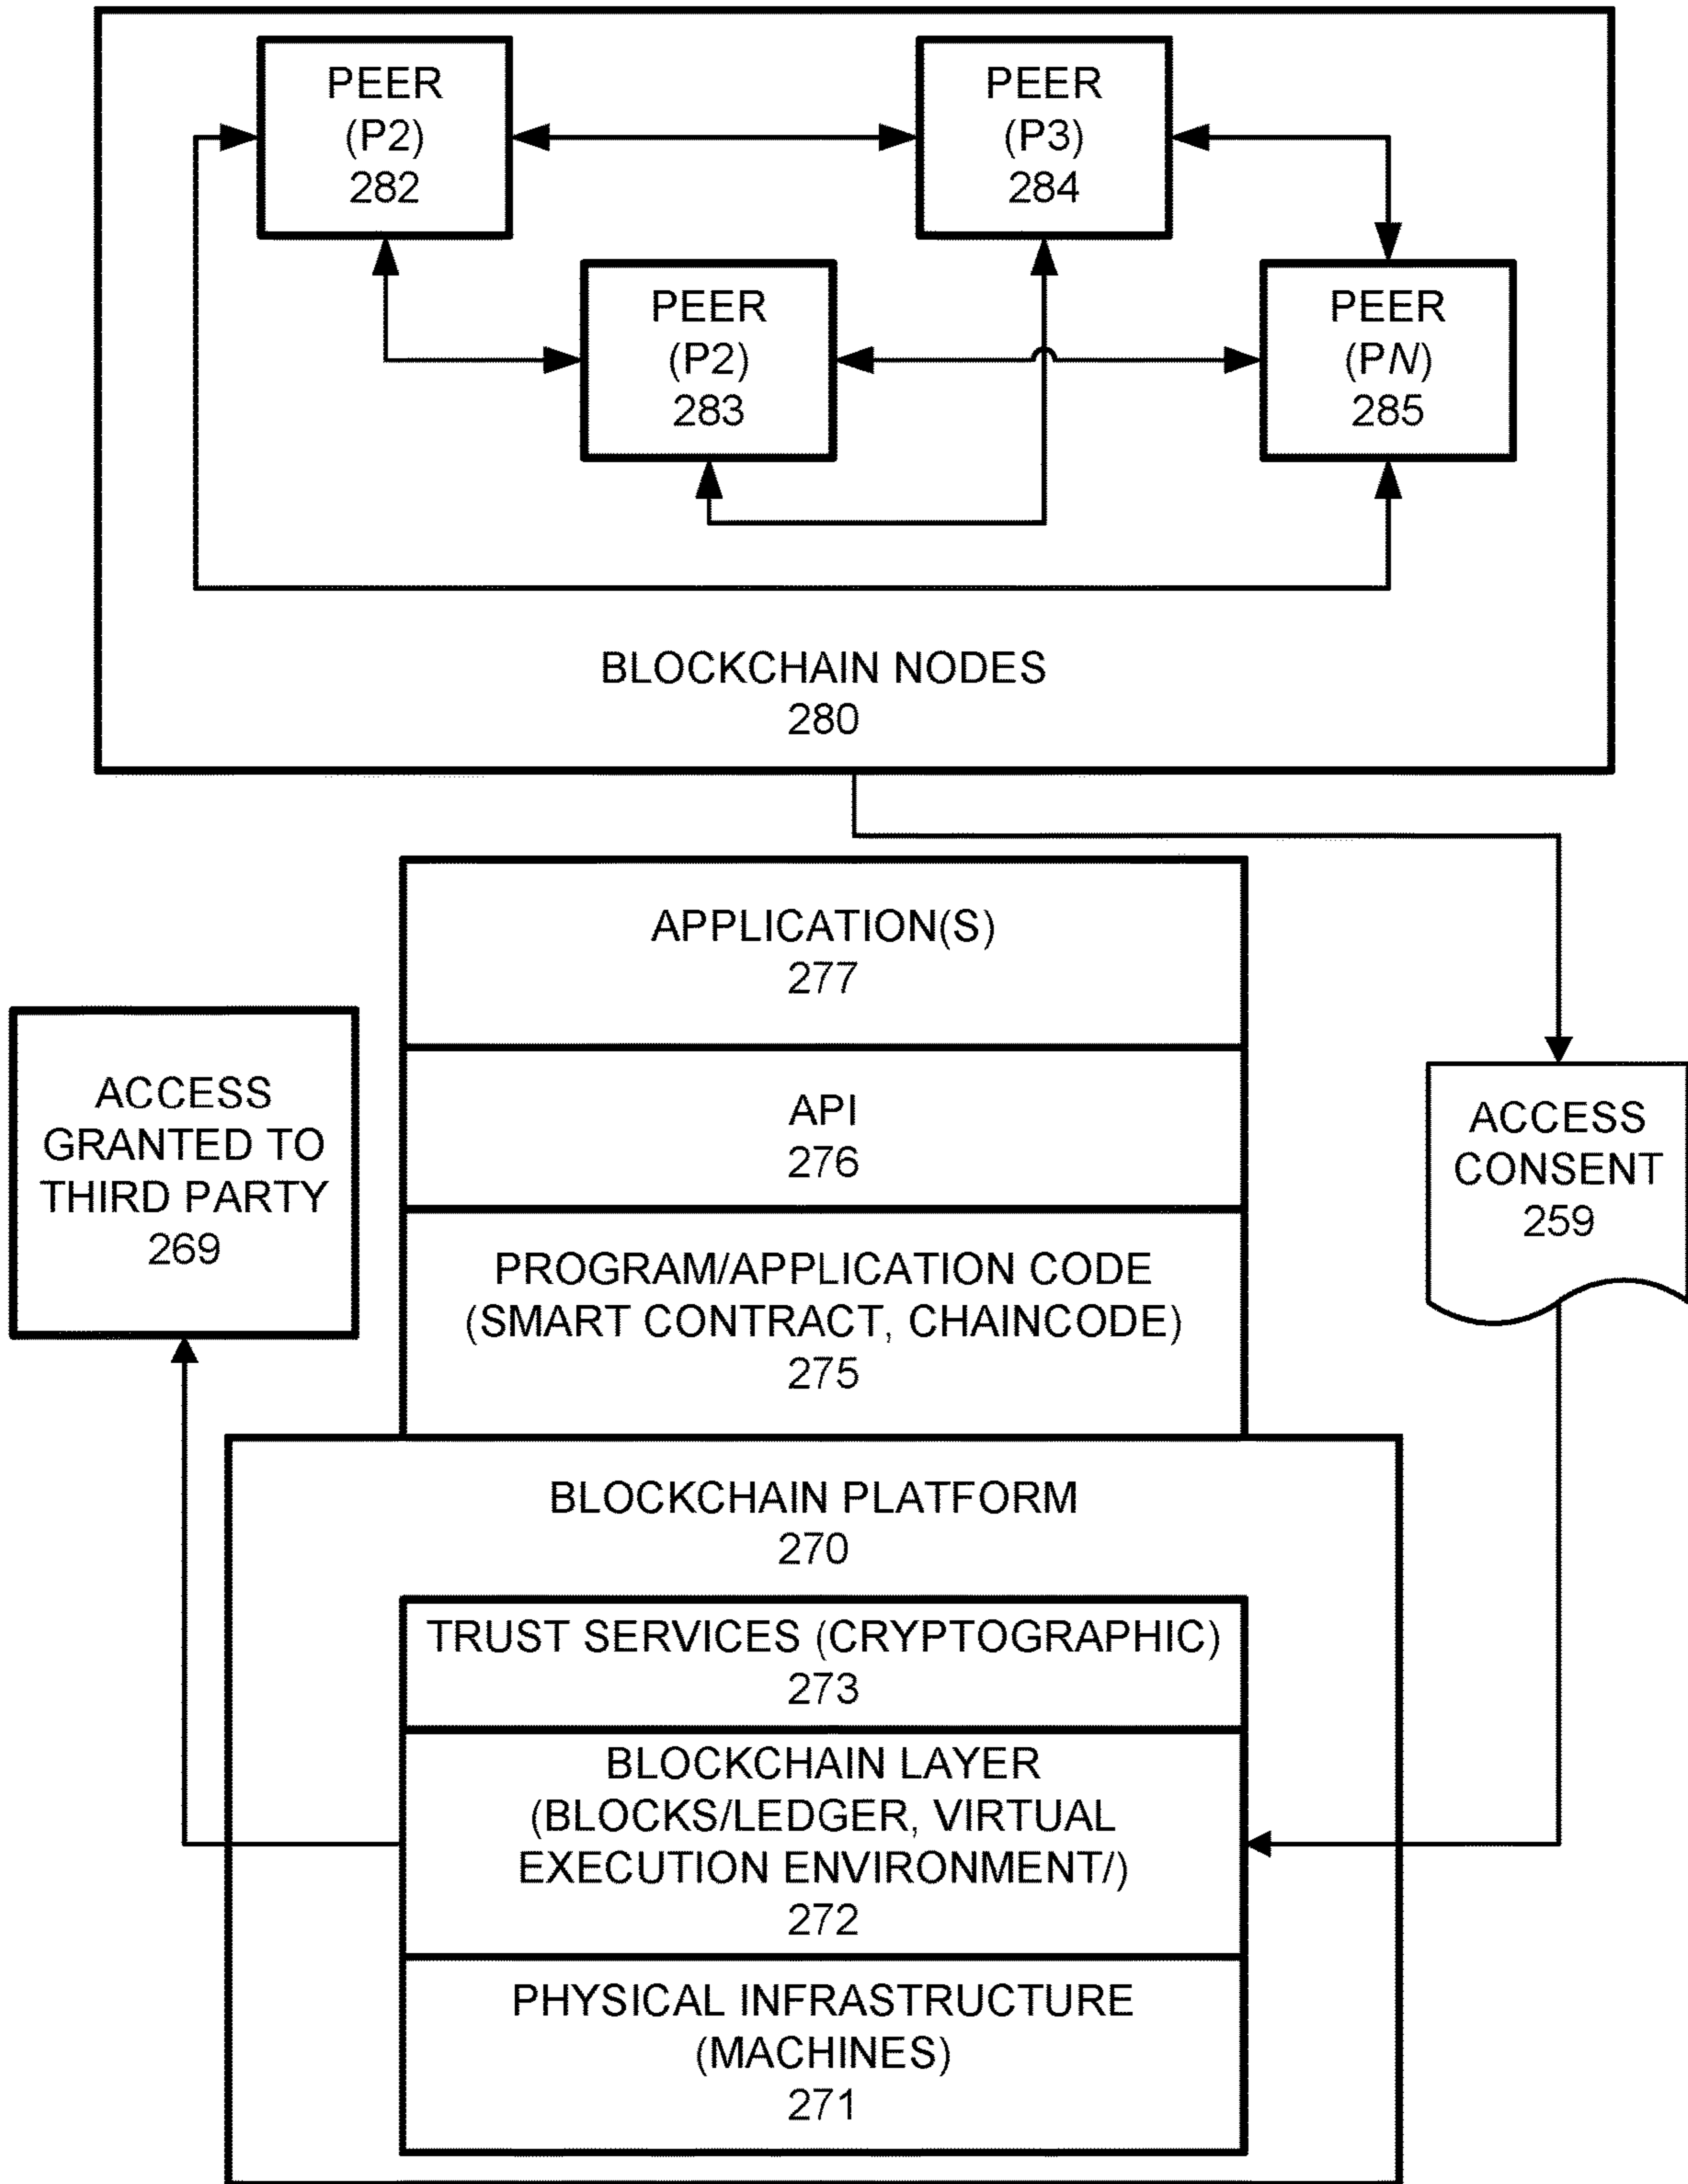 PEER
(P2)
282
PEER
(P3)
284
PEER
(P2)
283
PEER
(PN)
285
BLOCKCHAIN NODES
280
APPLICATION(S)
277
API
276
PROGRAM/APPLICATION CODE
(SMART CONTRACT, CHAINCODE)
275
ACCESS
GRANTED TO
THIRD PARTY
269
ACCESS
CONSENT
259
BLOCKCHAIN PLATFORM
270
TRUST SERVICES (CRYPTOGRAPHIC)
273
BLOCKCHAIN LAYER
(BLOCKS/LEDGER, VIRTUAL
EXECUTION ENVIRONMENT/)
272
PHYSICAL INFRASTRUCTURE
(MACHINES)
271